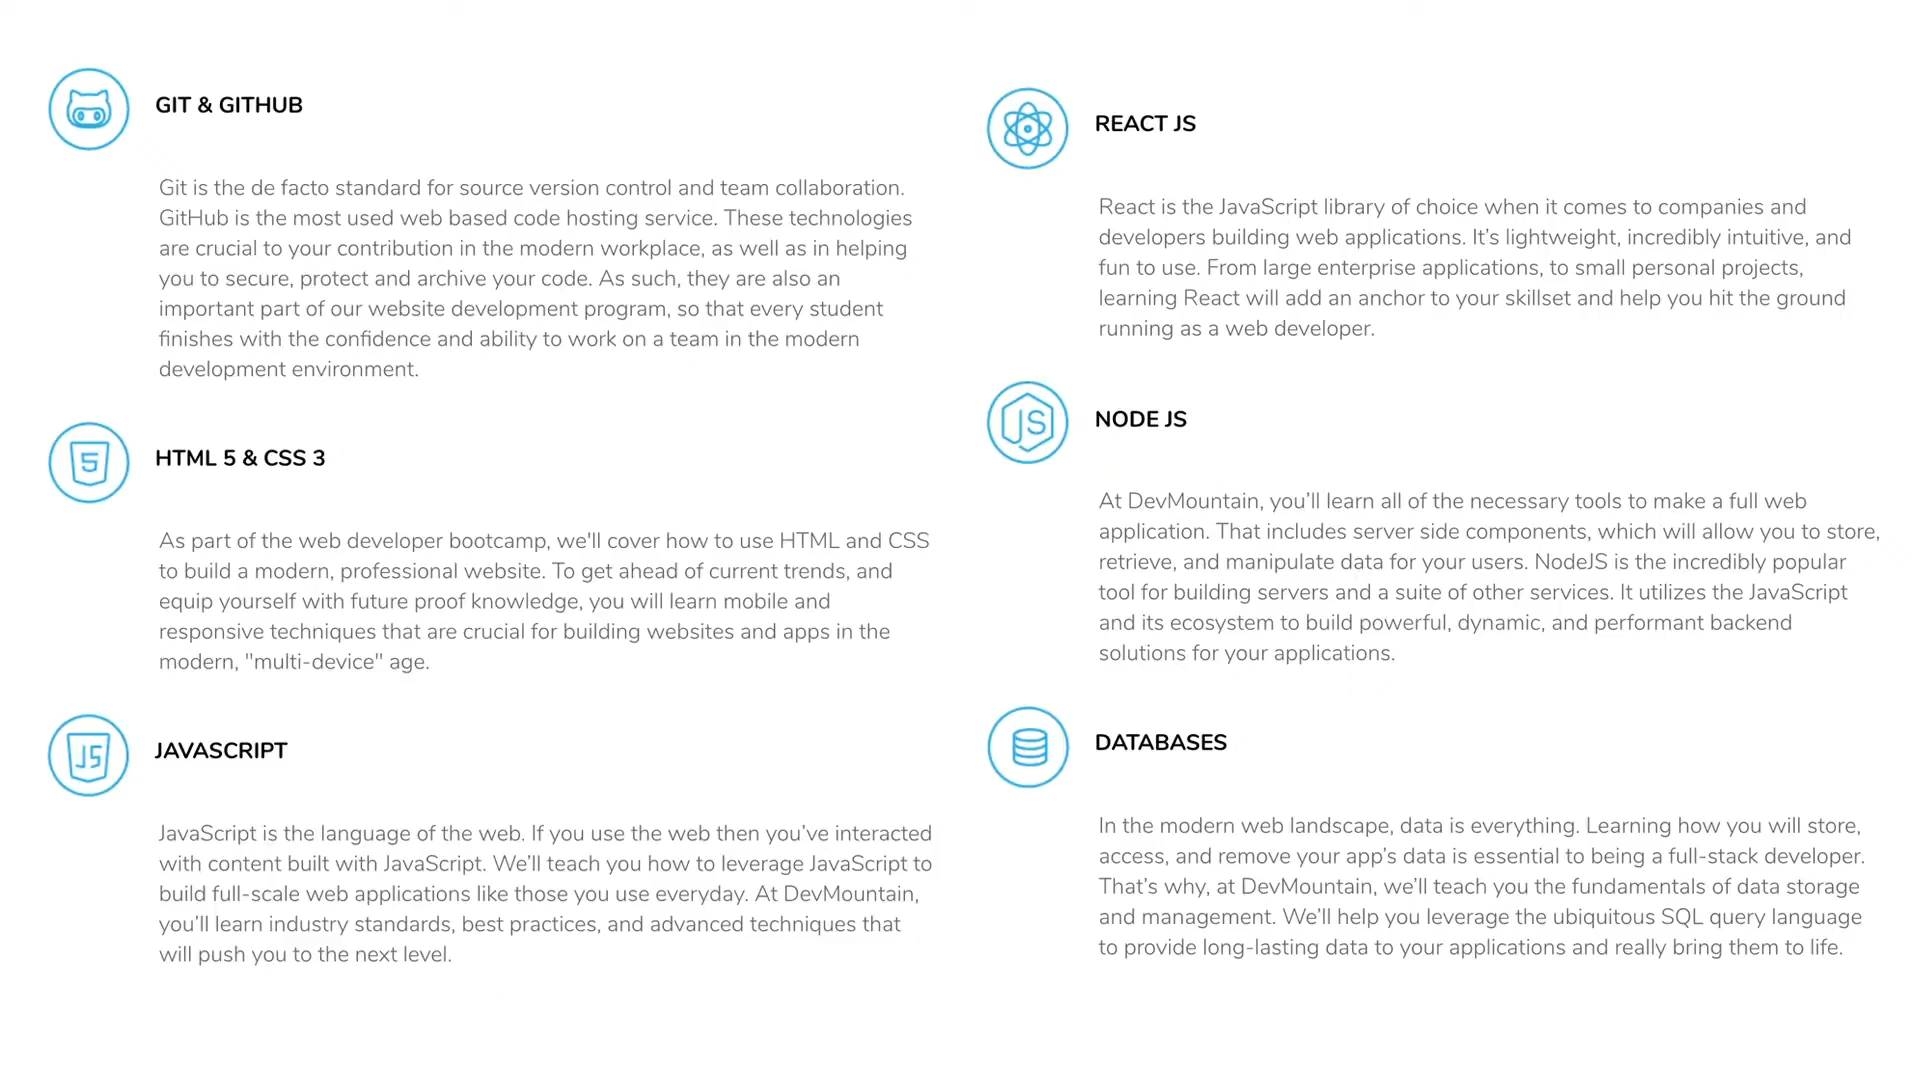 GIT & GITHUB
Git is the de facto standard for source version control and team collaboration.
GitHub is the most used web based code hosting service. These technologies
are crucial to your contribution in the modern workplace, as well as in helping
you to secure, protect and archive your code. As such, they are also an
important part of our website development program, so that every student
finishes with the confidence and ability to work on a team in the modern
development environment.
5
HTML 5 & CSS 3
As part of the web developer bootcamp, we'll cover how to use HTML and CSS
to build a modern, professional website. To get ahead of current trends, and
equip yourself with future proof knowledge, you will learn mobile and
responsive techniques that are crucial for building websites and apps in the
modern, "multi-device" age.
JS
JAVASCRIPT
JavaScript is the language of the web. If you use the web then you’ve interacted
with content built with JavaScript. We’ll teach you how to leverage JavaScript to
build full-scale web applications like those you use everyday. At DevMountain,
you’ll learn industry standards, best practices, and advanced techniques that
will push you to the next level.
REACT JS
React is the JavaScript library of choice when it comes to companies and
developers building web applications. It’s lightweight, incredibly intuitive, and
fun to use. From large enterprise applications, to small personal projects,
learning React will add an anchor to your skillset and help you hit the ground
running as a web developer.
JS
NODE JS
At DevMountain, you’ll learn all of the necessary tools to make a full web
application. That includes server side components, which will allow you to store,
retrieve, and manipulate data for your users. NodeJS is the incredibly popular
tool for building servers and a suite of other services. It utilizes the JavaScript
and its ecosystem to build powerful, dynamic, and performant backend
solutions for your applications.
DATABASES
In the modern web landscape, data is everything. Learning how you will store,
access, and remove your app’s data is essential to being a full-stack developer.
That’s why, at DevMountain, we’ll teach you the fundamentals of data storage
and management. We’ll help you leverage the ubiquitous SQL query language
to provide long-lasting data to your applications and really bring them to life.